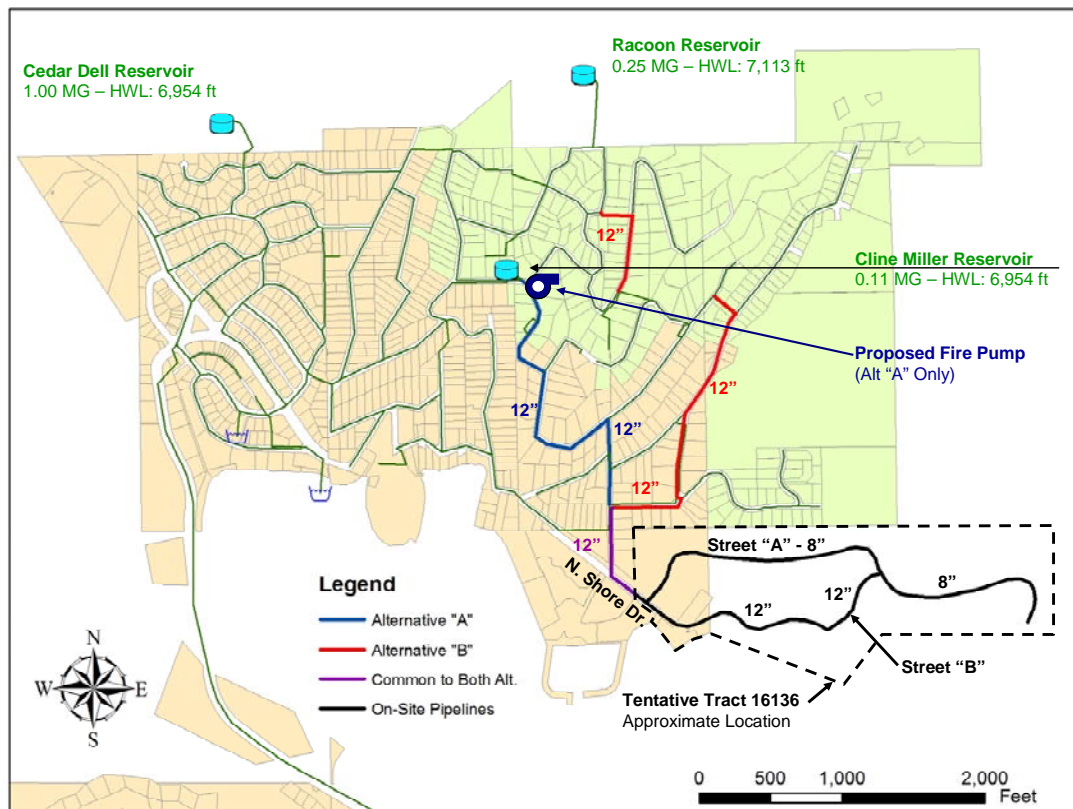 Racoon Reservoir
0.25 MG – HWL: 7,113 ft
Cedar Dell Reservoir
1.00 MG – HWL: 6,954 ft
12”
Cline Miller Reservoir
0.11 MG – HWL: 6,954 ft
Proposed Fire Pump
(Alt “A” Only)
12”
12”
12”
12”
12”
N. Shore Dr.
Street “A” - 8”
12”
12”
8”
Street “B”
Tentative Tract 16136
Approximate Location
Legend
Alternative "A"
Alternative "B"
Common to Both Alt.
On-Site Pipelines
N
W
E
S
0 500 1,000 2,000
Feet